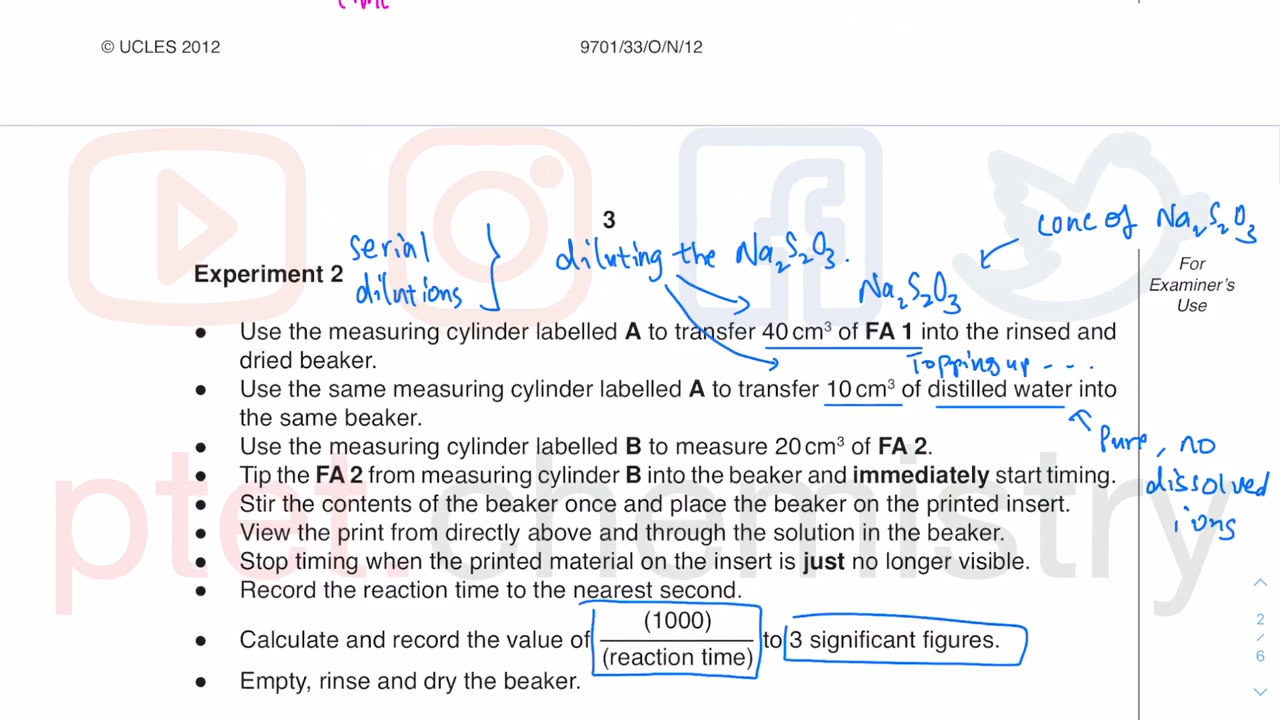 time
© UCLES 2012
9701/33/O/N/12
3
conc of Na2S2O3
serial
dilutions
diluting the Na2S2O3.
Experiment 2
Na2S2O3
For
Examiner's
Use
• Use the measuring cylinder labelled A to transfer 40 cm³ of FA 1 into the rinsed and
dried beaker.
Topping up - - -
• Use the same measuring cylinder labelled A to transfer 10 cm³ of distilled water into
the same beaker.
Pure, no
dissolved
ions
• Use the measuring cylinder labelled B to measure 20 cm³ of FA 2.
• Tip the FA 2 from measuring cylinder B into the beaker and immediately start timing.
• Stir the contents of the beaker once and place the beaker on the printed insert.
• View the print from directly above and through the solution in the beaker.
• Stop timing when the printed material on the insert is just no longer visible.
• Record the reaction time to the nearest second.
• Calculate and record the value of (1000) / (reaction time) to 3 significant figures.
• Empty, rinse and dry the beaker.
ptet.chemistry
2
/
6